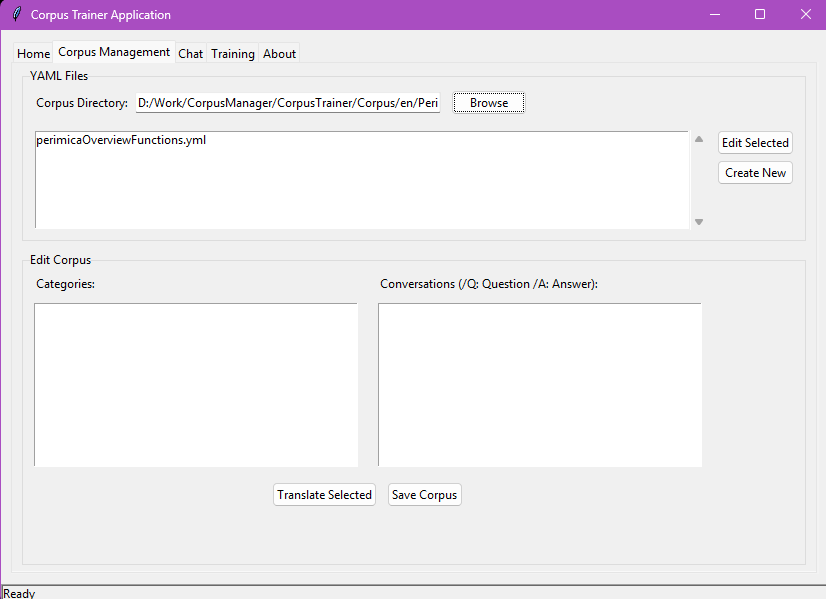 Corpus Trainer Application
Home Corpus Management Chat Training About
YAML Files
Corpus Directory: D:/Work/CorpusManager/CorpusTrainer/Corpus/en/Peri Browse
perimicaOverviewFunctions.yml
Edit Selected
Create New
Edit Corpus
Categories: Conversations (/Q: Question /A: Answer):
Translate Selected Save Corpus
Ready